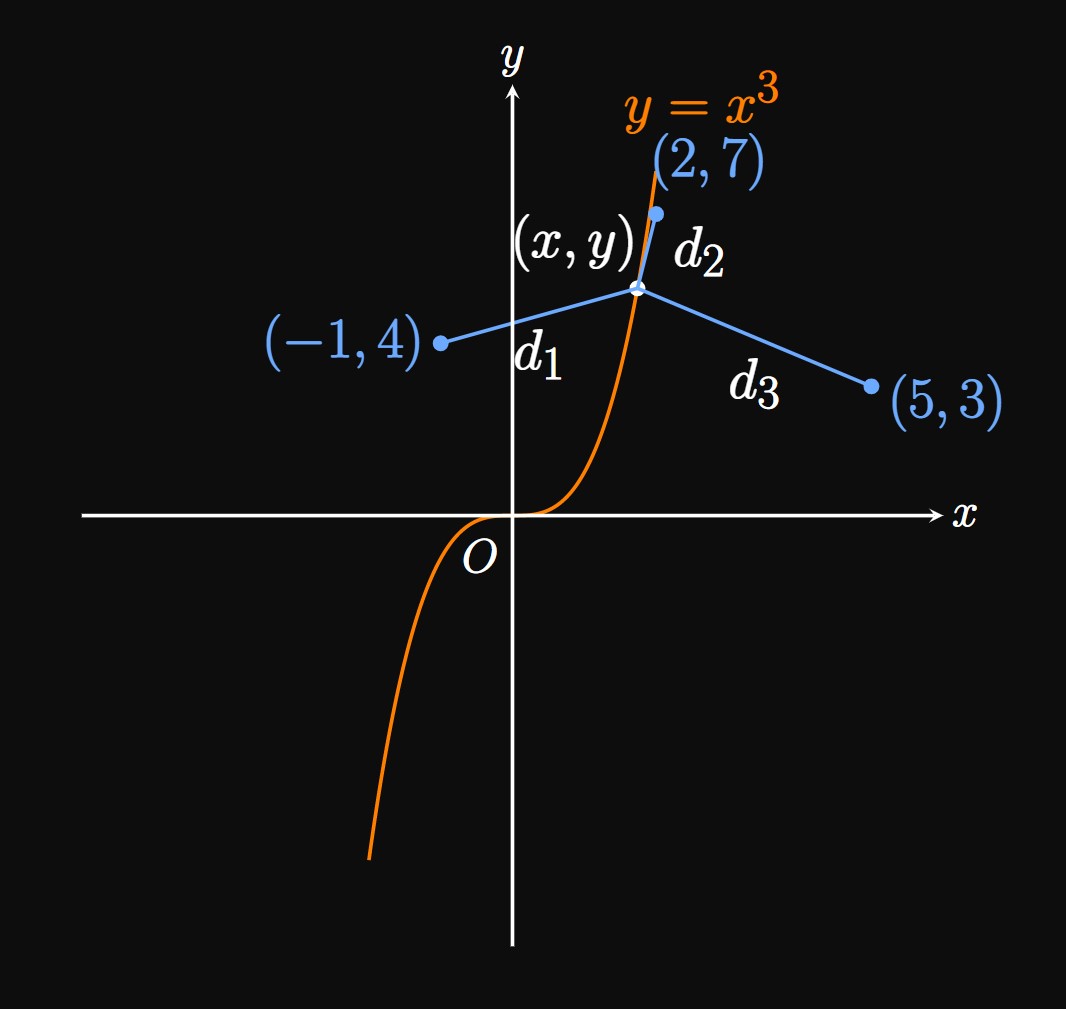 y
y = x³
(2, 7)
(x, y)
d₂
(−1, 4)
d₁
d₃
(5, 3)
x
O